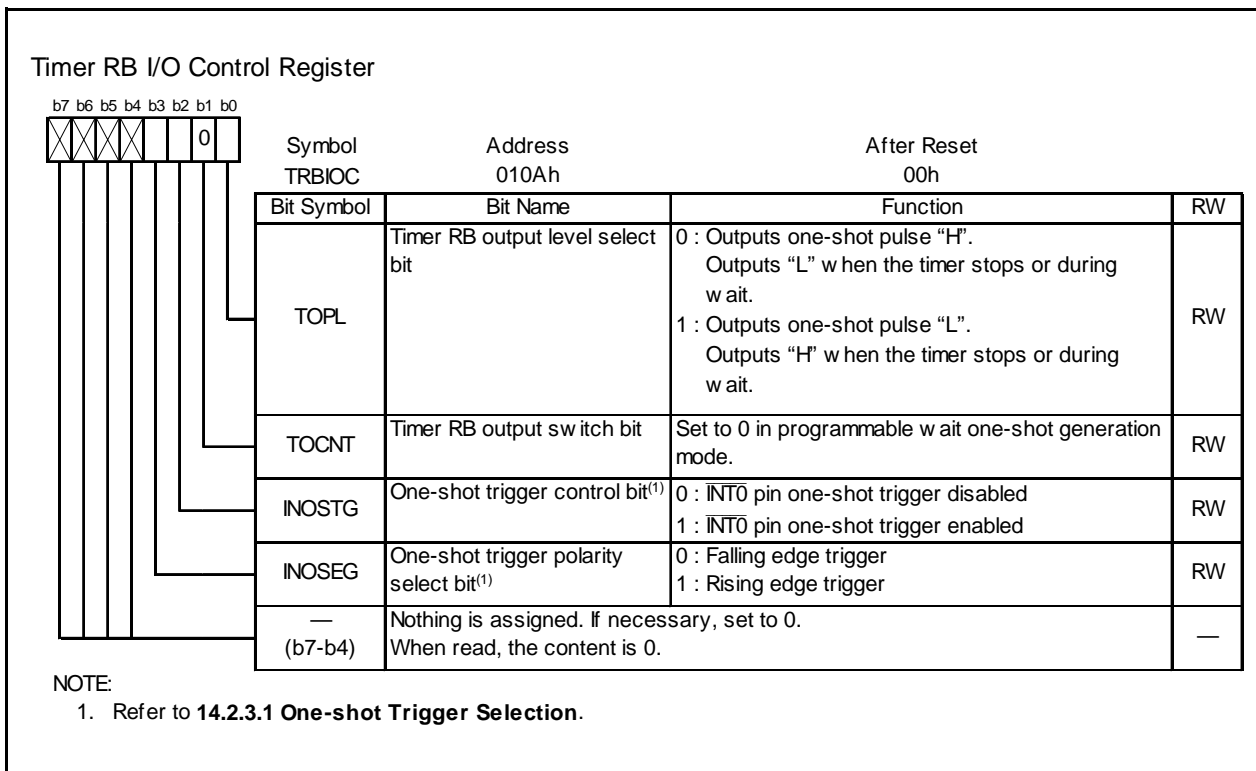 Timer RB I/O Control Register
b7 b6 b5 b4 b3 b2 b1 b0
0
Symbol Address After Reset
TRBIOC 010Ah 00h
Bit Symbol Bit Name Function RW
TOPL Timer RB output level select bit 0 : Outputs one-shot pulse “H”.
Outputs “L” when the timer stops or during
wait.
1 : Outputs one-shot pulse “L”.
Outputs “H” when the timer stops or during
wait.
RW
TOCNT Timer RB output switch bit Set to 0 in programmable wait one-shot generation
mode.
RW
INOSTG One-shot trigger control bit(1) 0 : INT0 pin one-shot trigger disabled
1 : INT0 pin one-shot trigger enabled
RW
INOSEG One-shot trigger polarity
select bit(1)
0 : Falling edge trigger
1 : Rising edge trigger
RW
—
(b7-b4)
Nothing is assigned. If necessary, set to 0.
When read, the content is 0.
—
NOTE:
1. Refer to 14.2.3.1 One-shot Trigger Selection.